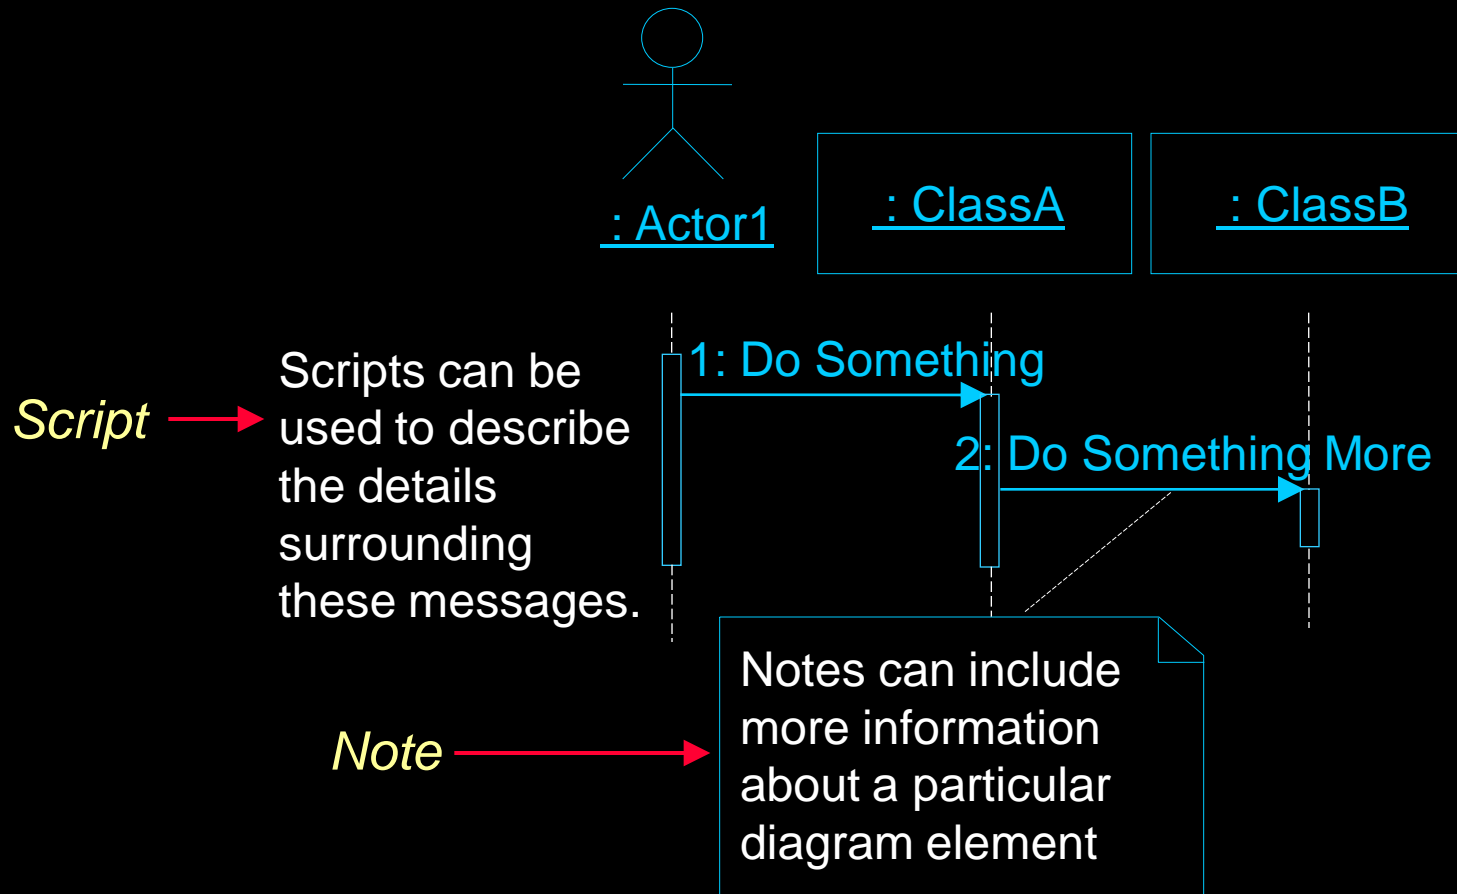 : Actor1
: ClassA
: ClassB
1: Do Something
2: Do Something More
Script
Scripts can be
used to describe
the details
surrounding
these messages.
Note
Notes can include
more information
about a particular
diagram element